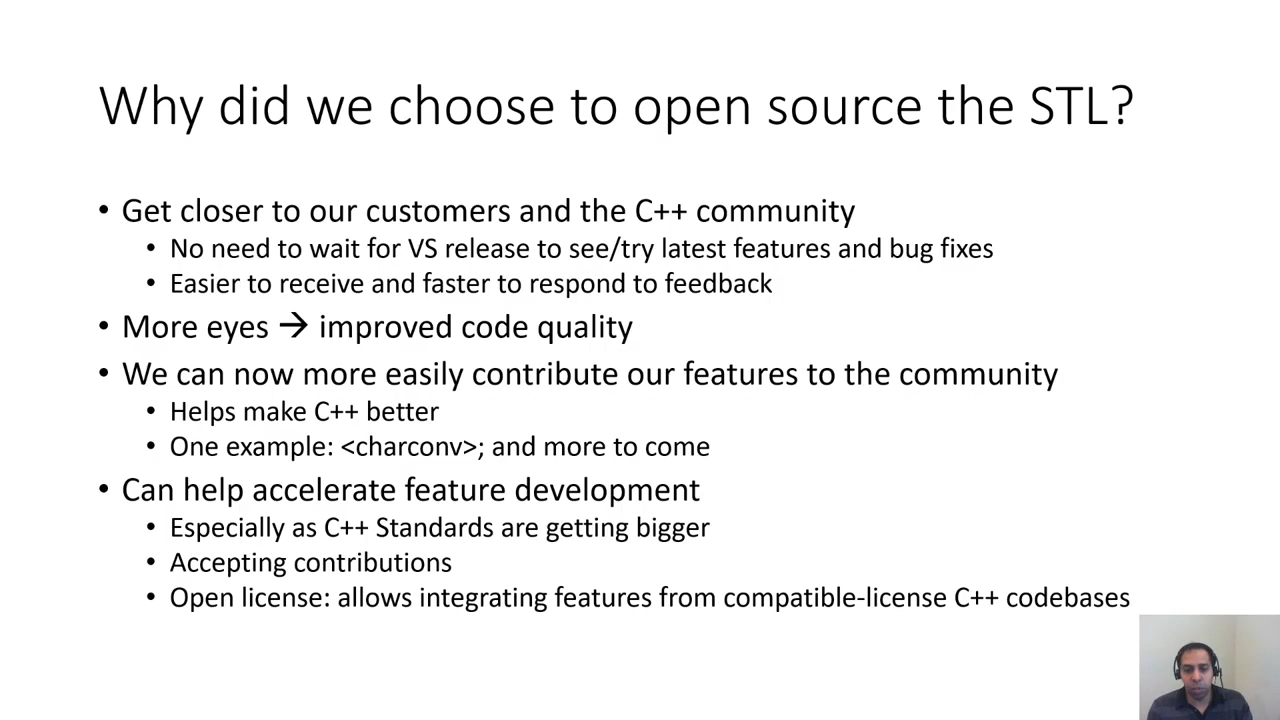 Why did we choose to open source the STL?
• Get closer to our customers and the C++ community
• No need to wait for VS release to see/try latest features and bug fixes
• Easier to receive and faster to respond to feedback
• More eyes → improved code quality
• We can now more easily contribute our features to the community
• Helps make C++ better
• One example: <charconv>; and more to come
• Can help accelerate feature development
• Especially as C++ Standards are getting bigger
• Accepting contributions
• Open license: allows integrating features from compatible-license C++ codebases